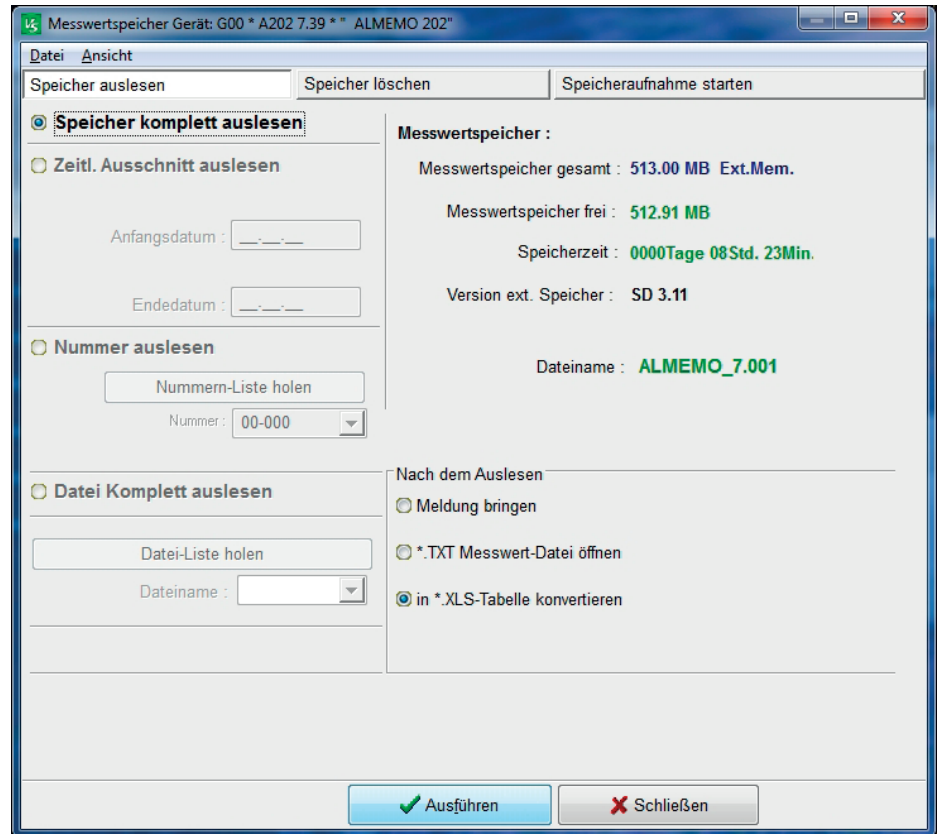 Messwertspeicher Gerät: G00 * A202 7.39 * " ALMEMO 202"
Datei Ansicht
Speicher auslesen
Speicher löschen
Speicheraufnahme starten
Speicher komplett auslesen
Zeitl. Ausschnitt auslesen
Anfangsdatum : __.__.__
Endedatum : __.__.__
Nummer auslesen
Nummern-Liste holen
Nummer : 00-000
Datei Komplett auslesen
Datei-Liste holen
Dateiname :
Messwertspeicher :
Messwertspeicher gesamt : 513.00 MB Ext.Mem.
Messwertspeicher frei : 512.91 MB
Speicherzeit : 0000Tage 08Std. 23Min.
Version ext. Speicher : SD 3.11
Dateiname : ALMEMO_7.001
Nach dem Auslesen
Meldung bringen
*.TXT Messwert-Datei öffnen
in *.XLS-Tabelle konvertieren
Ausführen
Schließen